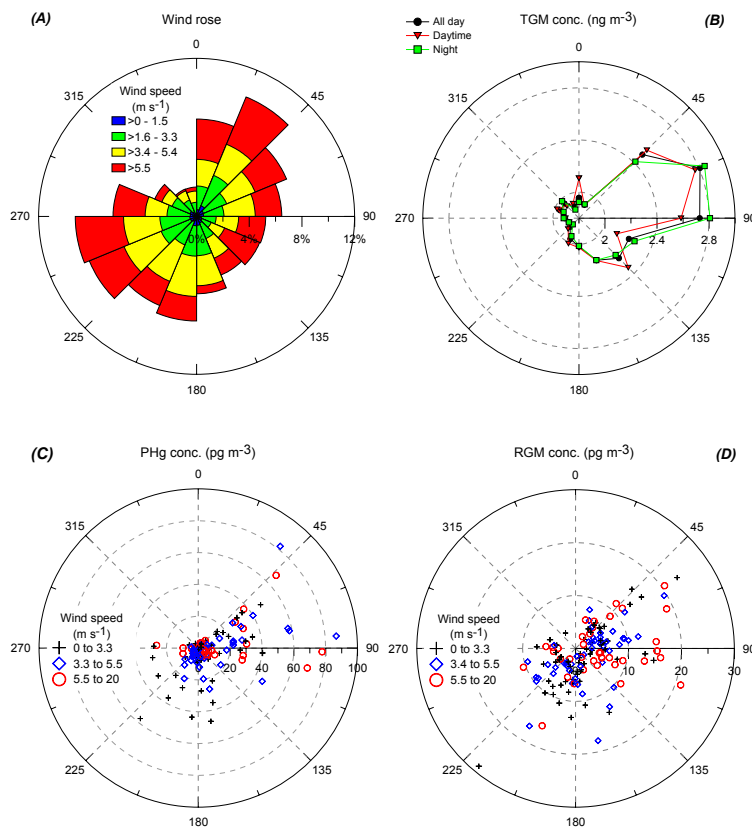 (A)
Wind rose
0
45
90
135
180
225
270
315
Wind speed
(m s⁻¹)
>0 - 1.5
>1.6 - 3.3
>3.4 - 5.4
>5.5
0%
4%
8%
12%
All day
Daytime
Night
TGM conc. (ng m⁻³)
(B)
0
45
90
135
180
225
270
315
2
2.4
2.8
(C)
PHg conc. (pg m⁻³)
0
45
90
135
180
225
270
315
Wind speed
(m s⁻¹)
0 to 3.3
3.3 to 5.5
5.5 to 20
20
40
60
80
100
RGM conc. (pg m⁻³)
(D)
0
45
90
135
180
225
270
315
Wind speed
(m s⁻¹)
0 to 3.3
3.4 to 5.5
5.5 to 20
10
20
30